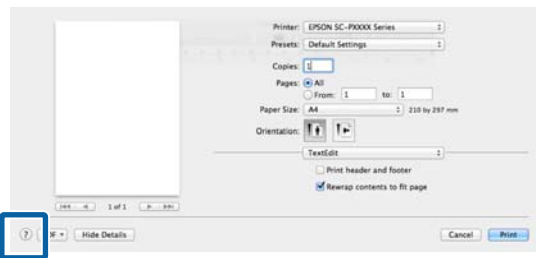 Printer: EPSON SC-PXXXX Series
Presets: Default Settings
Copies: 1
Pages: All
From: 1 to: 1
Paper Size: A4 210 by 297 mm
Orientation:
TextEdit
Print header and footer
Rewrap contents to fit page
1 of 1
? DF Hide Details Cancel Print